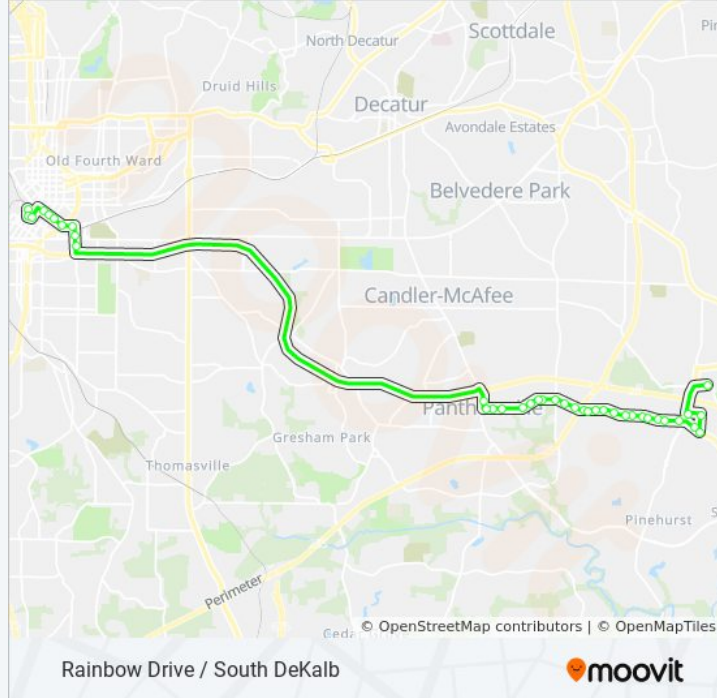 Scottdale
North Decatur
Druid Hills
Decatur
Avondale Estates
Old Fourth Ward
Belvedere Park
Candler-McAfee
Gresham Park
Thomasville
Pinehurst
Perimeter
© OpenStreetMap contributors | © OpenMapTiles
Rainbow Drive / South DeKalb
moovit